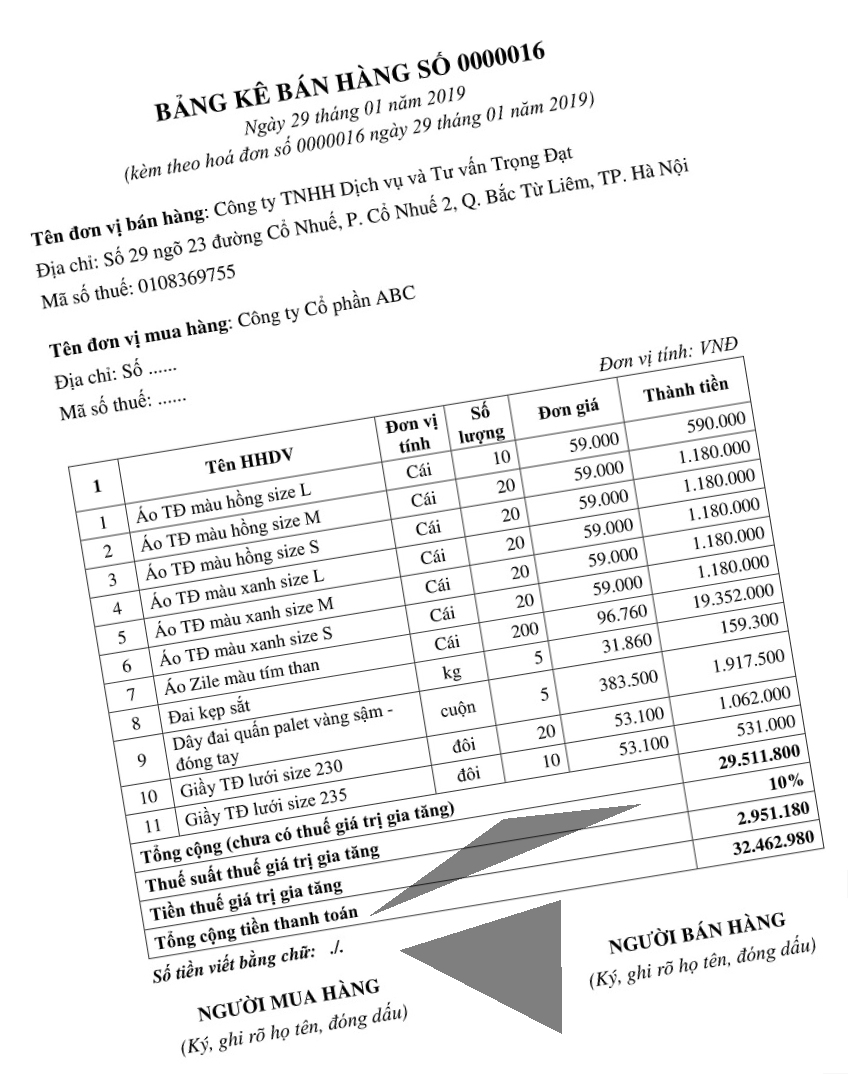 BẢNG KÊ BÁN HÀNG SỐ 0000016
Ngày 29 tháng 01 năm 2019
(kèm theo hoá đơn số 0000016 ngày 29 tháng 01 năm 2019)
Tên đơn vị bán hàng: Công ty TNHH Dịch vụ và Tư vấn Trọng Đạt
Địa chỉ: Số 29 ngõ 23 đường Cổ Nhuế, P. Cổ Nhuế 2, Q. Bắc Từ Liêm, TP. Hà Nội
Mã số thuế: 0108369755
Tên đơn vị mua hàng: Công ty Cổ phần ABC
Địa chỉ: Số ......
Mã số thuế: ......
Đơn vị tính: VNĐ
1 Tên HHDV Đơn vị tính Số lượng Đơn giá Thành tiền
1 Áo TĐ màu hồng size L Cái 10 59.000 590.000
2 Áo TĐ màu hồng size M Cái 20 59.000 1.180.000
3 Áo TĐ màu hồng size S Cái 20 59.000 1.180.000
4 Áo TĐ màu xanh size L Cái 20 59.000 1.180.000
5 Áo TĐ màu xanh size M Cái 20 59.000 1.180.000
6 Áo TĐ màu xanh size S Cái 20 59.000 1.180.000
7 Áo Zile màu tím than Cái 200 96.760 19.352.000
8 Đai kẹp sắt kg 5 31.860 159.300
9 Dây đai quấn palet vàng sậm - đóng tay cuộn 5 383.500 1.917.500
10 Giầy TĐ lưới size 230 đôi 20 53.100 1.062.000
11 Giầy TĐ lưới size 235 đôi 10 53.100 531.000
Tổng cộng (chưa có thuế giá trị gia tăng) 29.511.800
Thuế suất thuế giá trị gia tăng 10%
Tiền thuế giá trị gia tăng 2.951.180
Tổng cộng tiền thanh toán 32.462.980
Số tiền viết bằng chữ: ./.
NGƯỜI MUA HÀNG NGƯỜI BÁN HÀNG
(Ký, ghi rõ họ tên, đóng dấu) (Ký, ghi rõ họ tên, đóng dấu)